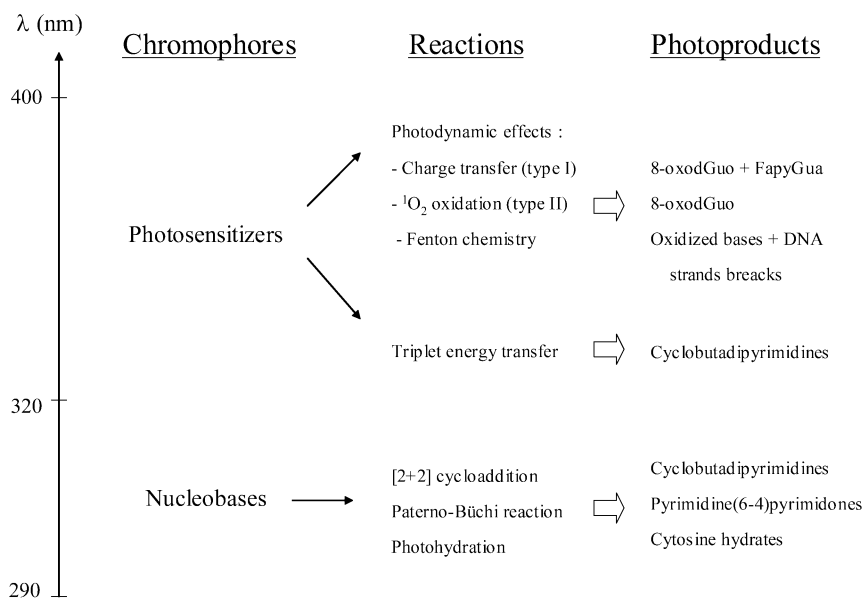 λ (nm)
Chromophores
Reactions
Photoproducts
400
Photodynamic effects :
- Charge transfer (type I)
8-oxodGuo + FapyGua
- ¹O₂ oxidation (type II)
8-oxodGuo
Photosensitizers
- Fenton chemistry
Oxidized bases + DNA
strands breacks
Triplet energy transfer
Cyclobutadipyrimidines
320
[2+2] cycloaddition
Cyclobutadipyrimidines
Nucleobases
Paterno-Büchi reaction
Pyrimidine(6-4)pyrimidones
Photohydration
Cytosine hydrates
290